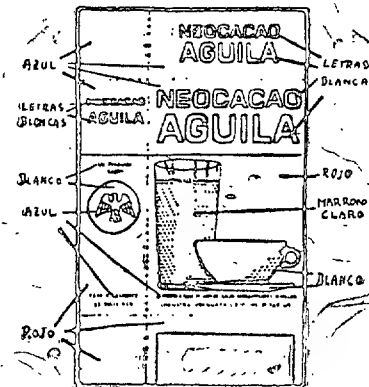 NEOCACAO
AGUILA
AZUL
LETRAS
BLANCA
NEOCACAO
AGUILA
LETRAS
BLANCAS
NEOCACAO
AGUILA
BLANCO
ROJO
AZUL
MARRON
CLARO
BLANCO
ROJO